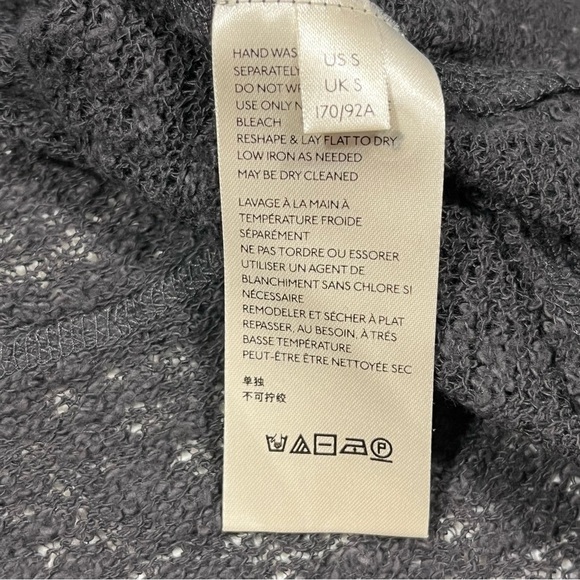 US S
UK S
170/92A
HAND WAS
SEPARATELY
DO NOT WR
USE ONLY N
BLEACH
RESHAPE & LAY FLAT TO DRY
LOW IRON AS NEEDED
MAY BE DRY CLEANED
LAVAGE À LA MAIN À
TEMPÉRATURE FROIDE
SÉPARÉMENT
NE PAS TORDRE OU ESSORER
UTILISER UN AGENT DE
BLANCHIMENT SANS CHLORE SI
NÉCESSAIRE
REMODELER ET SÉCHER À PLAT
REPASSER, AU BESOIN, À TRÉS
BASSE TEMPÉRATURE
PEUT-ÊTRE ÊTRE NETTOYÉE SEC
单独
不可拧绞
P